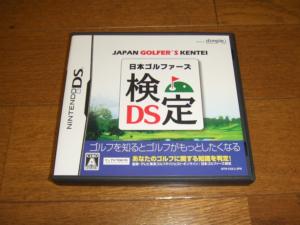 NINTENDO DS
JAPAN GOLFER'S KENTEI
日本ゴルファーズ
検定
DS
ゴルフを知るとゴルフがもっとしたくなる
あなたのゴルフに関する知識を判定!
A